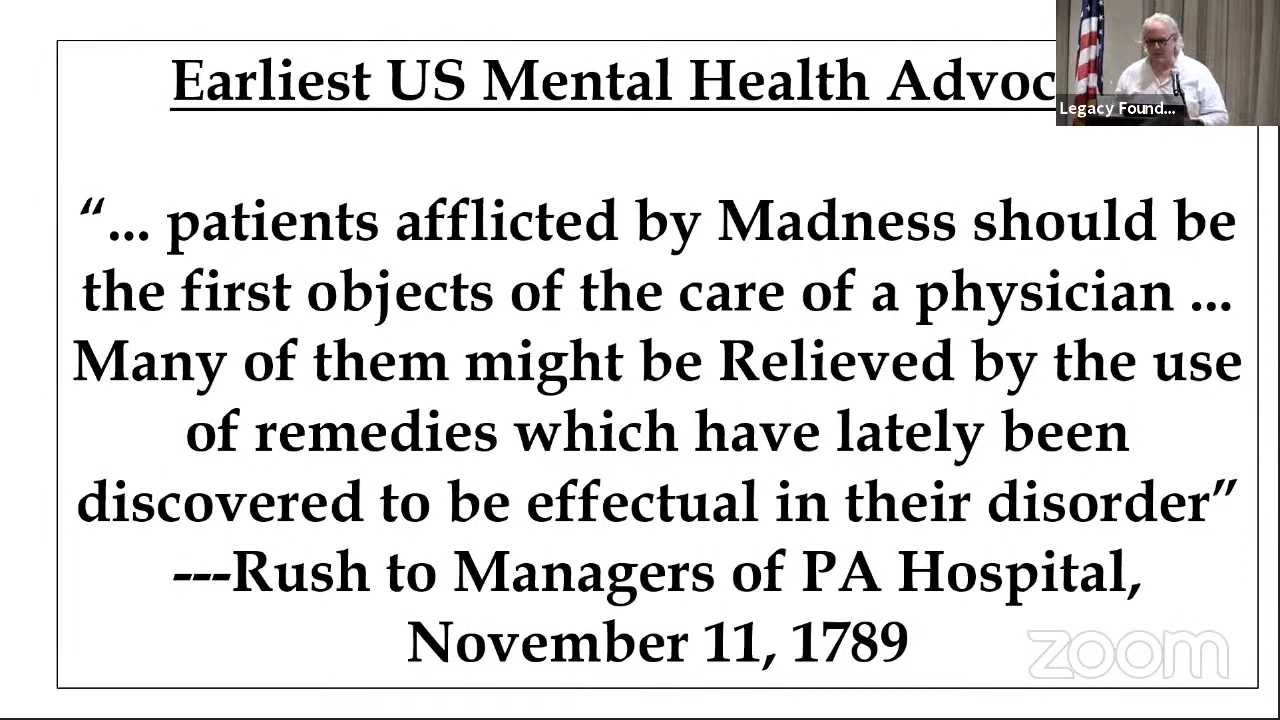 Earliest US Mental Health Advoc
Legacy Found...
“... patients afflicted by Madness should be
the first objects of the care of a physician ...
Many of them might be Relieved by the use
of remedies which have lately been
discovered to be effectual in their disorder”
---Rush to Managers of PA Hospital,
November 11, 1789
zoom